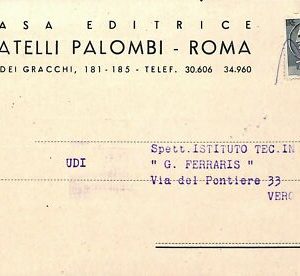 ASA EDITRICE
ATELLI PALOMBI - ROMA
DEI GRACCHI, 181-185 - TELEF. 30.606 34.960
Spett.ISTITUTO TEC.IN
UDI " G. FERRARIS "
Via del Pontiere 33
VERO